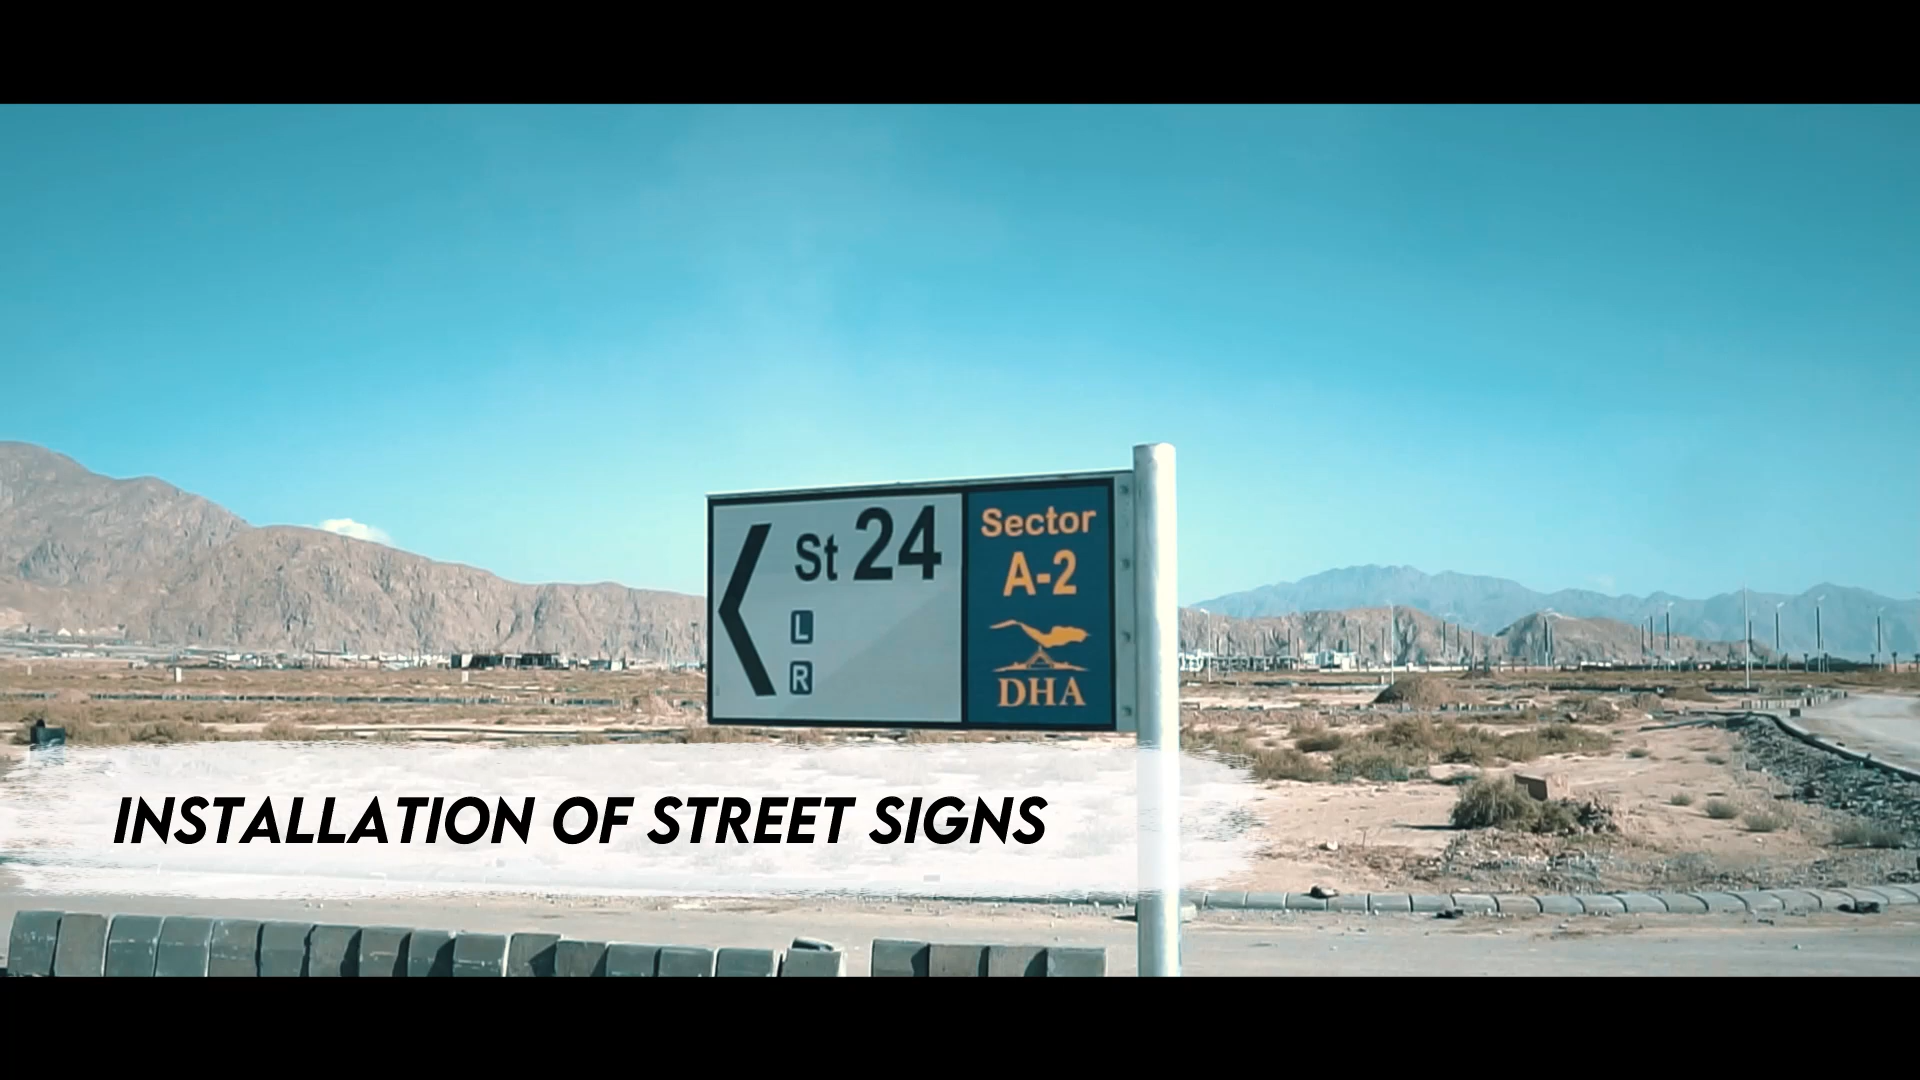 St 24
L
R
Sector
A-2
DHA
INSTALLATION OF STREET SIGNS